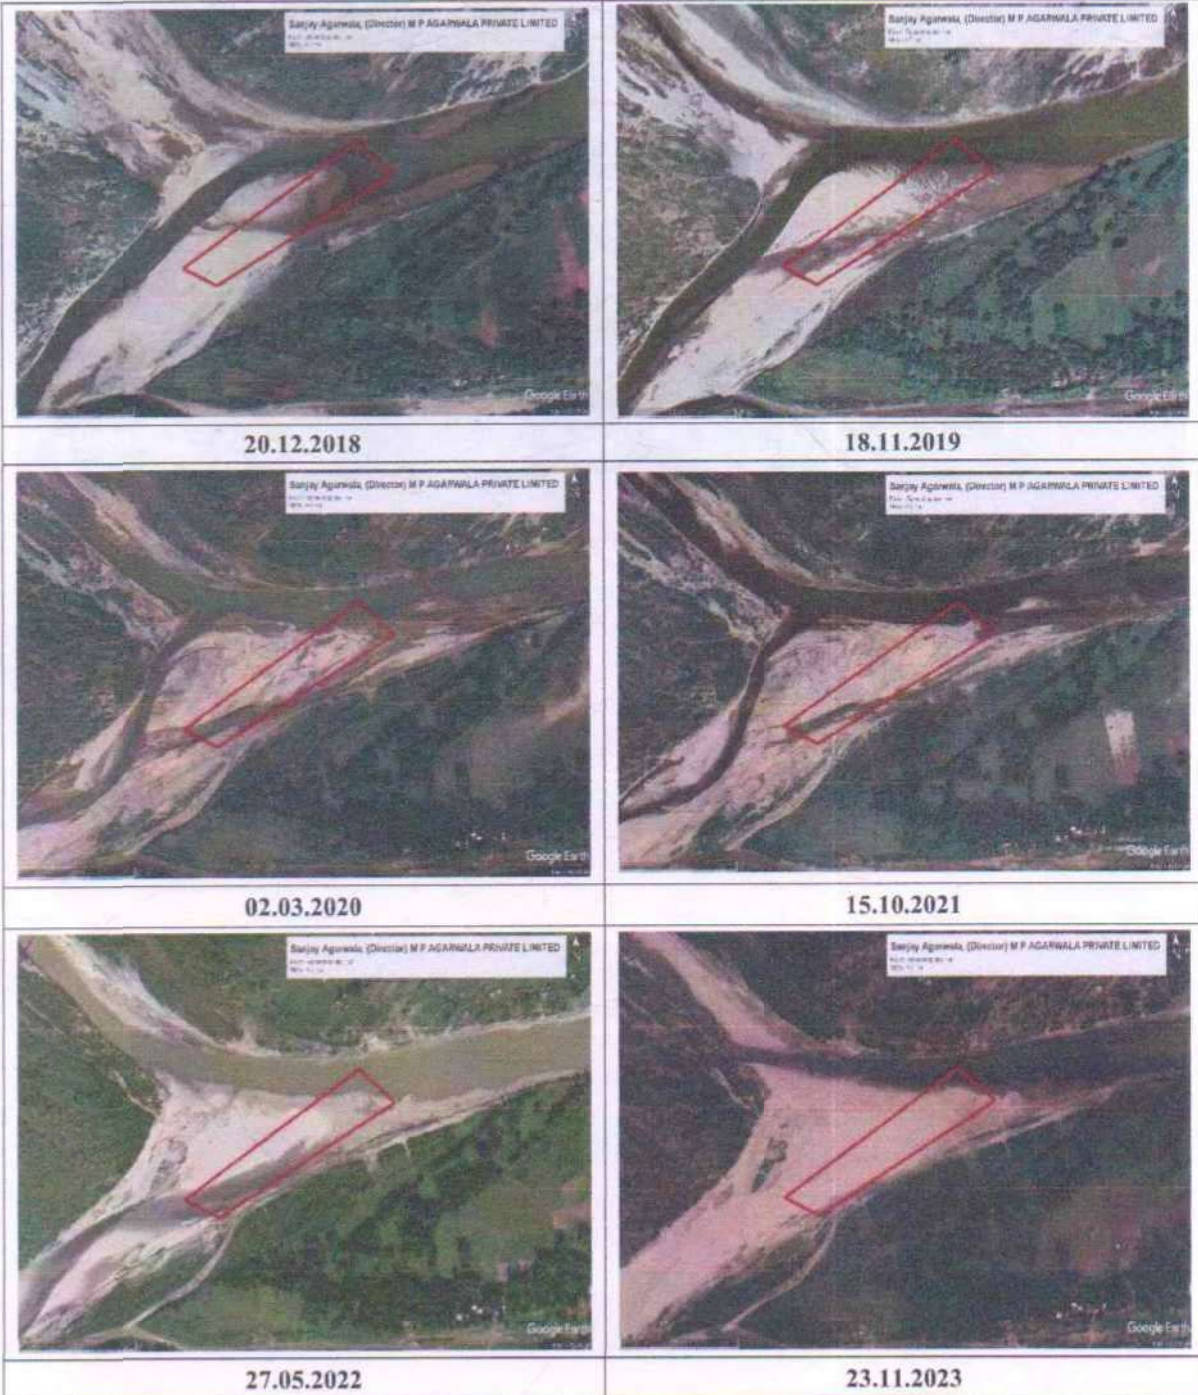 Sanjay Agarwala, (Director) M P AGARWALA PRIVATE LIMITED
Google Earth
20.12.2018
Sanjay Agarwala, (Director) M P AGARWALA PRIVATE LIMITED
Google Earth
18.11.2019
Sanjay Agarwala, (Director) M P AGARWALA PRIVATE LIMITED
Google Earth
02.03.2020
Sanjay Agarwala, (Director) M P AGARWALA PRIVATE LIMITED
Google Earth
15.10.2021
Sanjay Agarwala, (Director) M P AGARWALA PRIVATE LIMITED
Google Earth
27.05.2022
Sanjay Agarwala, (Director) M P AGARWALA PRIVATE LIMITED
Google Earth
23.11.2023